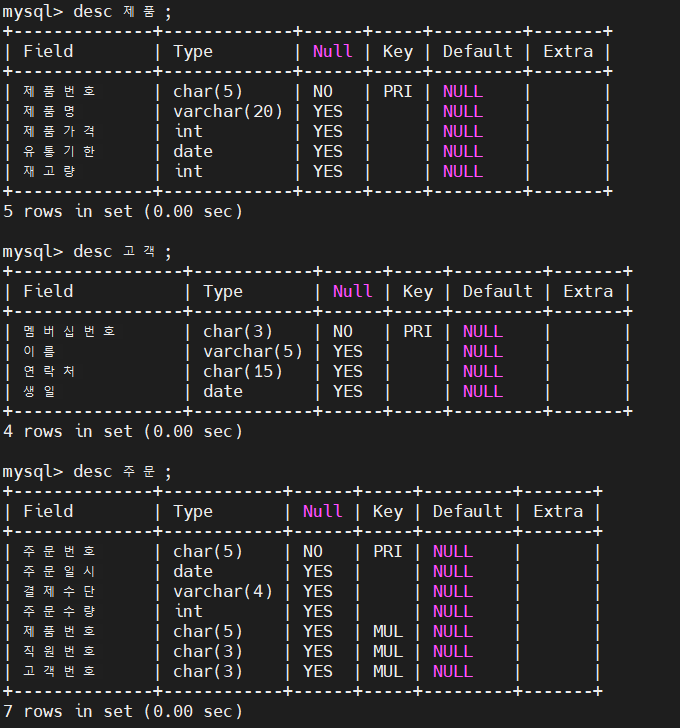 mysql> desc 제품;
+--------------+-------------+------+-----+---------+-------+
| Field        | Type        | Null | Key | Default | Extra |
+--------------+-------------+------+-----+---------+-------+
| 제품번호     | char(5)     | NO   | PRI | NULL    |       |
| 제품명       | varchar(20) | YES  |     | NULL    |       |
| 제품가격     | int         | YES  |     | NULL    |       |
| 유통기한     | date        | YES  |     | NULL    |       |
| 재고량       | int         | YES  |     | NULL    |       |
+--------------+-------------+------+-----+---------+-------+
5 rows in set (0.00 sec)
mysql> desc 고객;
+-----------------+------------+------+-----+---------+-------+
| Field           | Type       | Null | Key | Default | Extra |
+-----------------+------------+------+-----+---------+-------+
| 멤버십번호      | char(3)    | NO   | PRI | NULL    |       |
| 이름            | varchar(5) | YES  |     | NULL    |       |
| 연락처          | char(15)   | YES  |     | NULL    |       |
| 생일            | date       | YES  |     | NULL    |       |
+-----------------+------------+------+-----+---------+-------+
4 rows in set (0.00 sec)
mysql> desc 주문;
+--------------+------------+------+-----+---------+-------+
| Field        | Type       | Null | Key | Default | Extra |
+--------------+------------+------+-----+---------+-------+
| 주문번호     | char(5)    | NO   | PRI | NULL    |       |
| 주문일시     | date       | YES  |     | NULL    |       |
| 결제수단     | varchar(4) | YES  |     | NULL    |       |
| 주문수량     | int        | YES  |     | NULL    |       |
| 제품번호     | char(5)    | YES  | MUL | NULL    |       |
| 직원번호     | char(3)    | YES  | MUL | NULL    |       |
| 고객번호     | char(3)    | YES  | MUL | NULL    |       |
+--------------+------------+------+-----+---------+-------+
7 rows in set (0.00 sec)